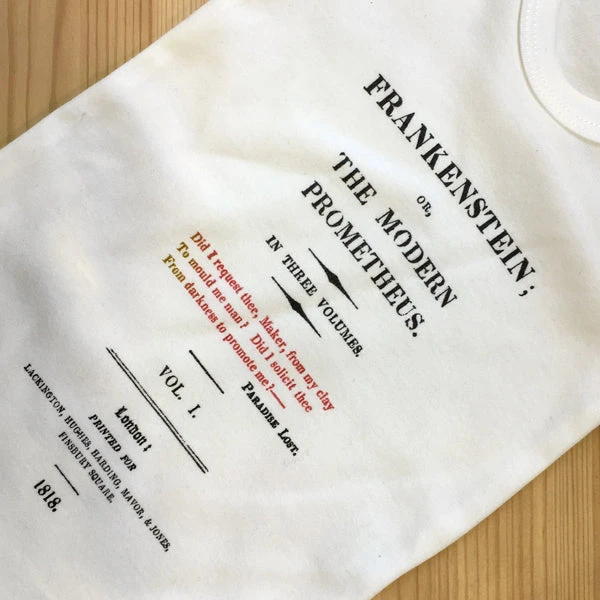 FRANKENSTEIN;
OR,
THE MODERN
PROMETHEUS.
IN THREE VOLUMES.
Did I request thee, Maker, from my clay
To mould me man? Did I solicit thee
From darkness to promote me?—
PARADISE LOST.
VOL. I.
London:
PRINTED FOR
LACKINGTON, HUGHES, HARDING, MAVOR, & JONES,
FINSBURY SQUARE.
1818.